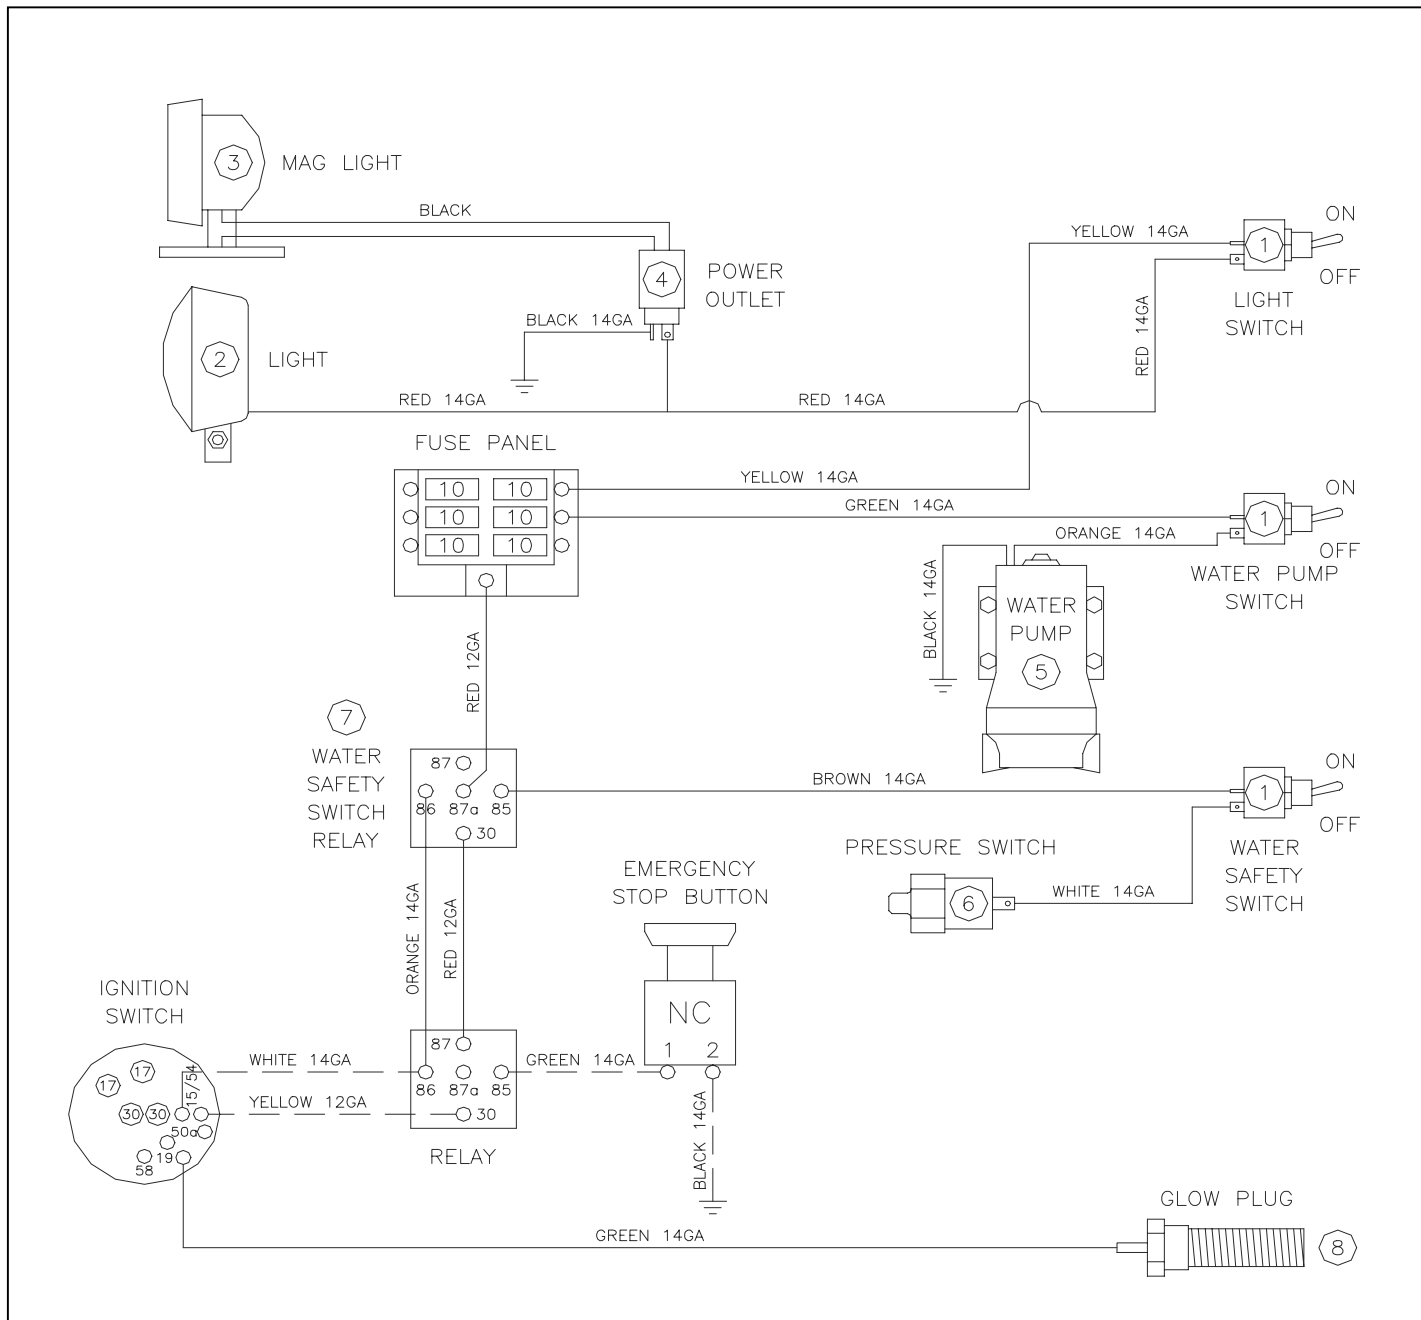 3
MAG LIGHT
BLACK
4
POWER
OUTLET
BLACK 14GA
2
LIGHT
RED 14GA
RED 14GA
YELLOW 14GA
RED 14GA
1
ON
OFF
LIGHT
SWITCH
FUSE PANEL
10 10
10 10
10 10
YELLOW 14GA
GREEN 14GA
ORANGE 14GA
1
ON
OFF
WATER PUMP
SWITCH
BLACK 14GA
WATER
PUMP
5
RED 12GA
7
WATER
SAFETY
SWITCH
RELAY
87
86 87a 85
30
BROWN 14GA
1
ON
OFF
WATER
SAFETY
SWITCH
PRESSURE SWITCH
6
WHITE 14GA
ORANGE 14GA
RED 12GA
EMERGENCY
STOP BUTTON
NC
1 2
IGNITION
SWITCH
17
17
15/54
30
30
50a
58
19
WHITE 14GA
YELLOW 12GA
87
86 87a 85
30
RELAY
GREEN 14GA
BLACK 14GA
GREEN 14GA
GLOW PLUG
8